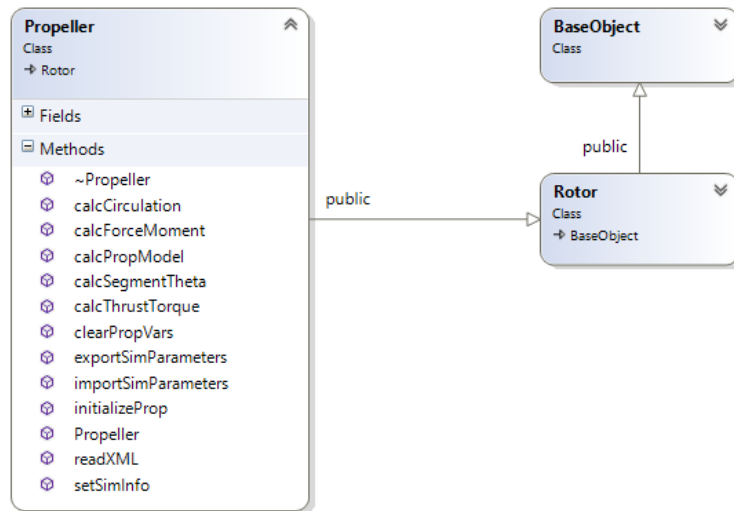 Propeller
Class
Rotor
Fields
Methods
~Propeller
calcCirculation
calcForceMoment
calcPropModel
calcSegmentTheta
calcThrustTorque
clearPropVars
exportSimParameters
importSimParameters
initializeProp
Propeller
readXML
setSimInfo
public
BaseObject
Class
public
Rotor
Class
BaseObject